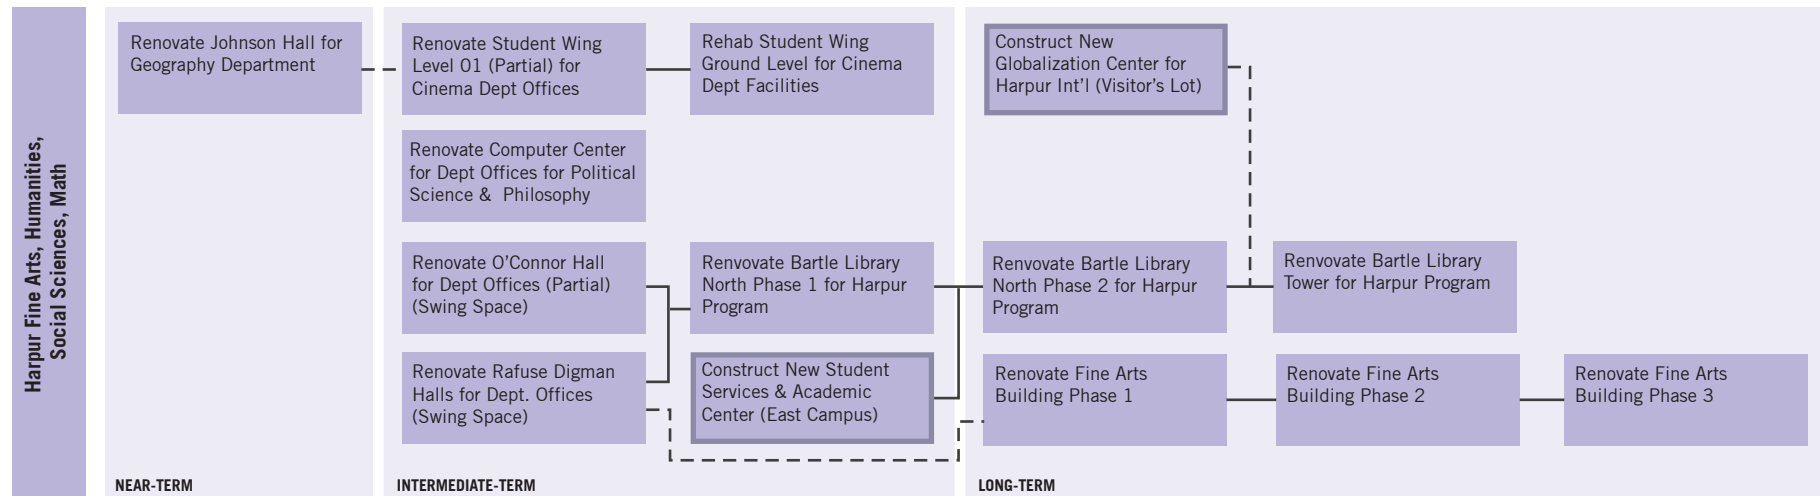 Harpur Fine Arts, Humanities,
Social Sciences, Math
Renovate Johnson Hall for
Geography Department
NEAR-TERM
Renovate Student Wing
Level 01 (Partial) for
Cinema Dept Offices
Rehab Student Wing
Ground Level for Cinema
Dept Facilities
Renovate Computer Center
for Dept Offices for Political
Science & Philosophy
Renovate O'Connor Hall
for Dept Offices (Partial)
(Swing Space)
Renvovate Bartle Library
North Phase 1 for Harpur
Program
Renovate Rafuse Digman
Halls for Dept. Offices
(Swing Space)
Construct New Student
Services & Academic
Center (East Campus)
INTERMEDIATE-TERM
Construct New
Globalization Center for
Harpur Int'l (Visitor's Lot)
Renvovate Bartle Library
North Phase 2 for Harpur
Program
Renvovate Bartle Library
Tower for Harpur Program
Renovate Fine Arts
Building Phase 1
Renovate Fine Arts
Building Phase 2
Renovate Fine Arts
Building Phase 3
LONG-TERM